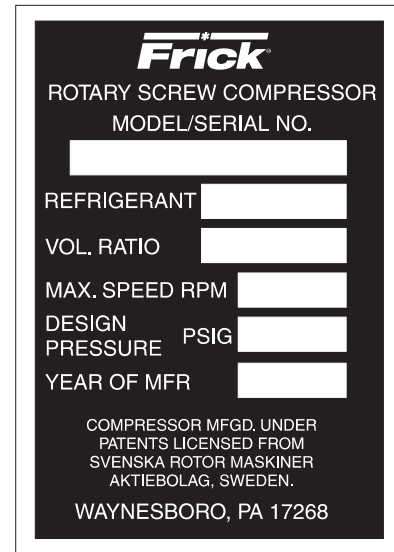 Frick®
ROTARY SCREW COMPRESSOR
MODEL/SERIAL NO.
REFRIGERANT
VOL. RATIO
MAX. SPEED RPM
DESIGN
PRESSURE PSIG
YEAR OF MFR
COMPRESSOR MFGD. UNDER
PATENTS LICENSED FROM
SVENSKA ROTOR MASKINER
AKTIEBOLAG, SWEDEN.
WAYNESBORO, PA 17268